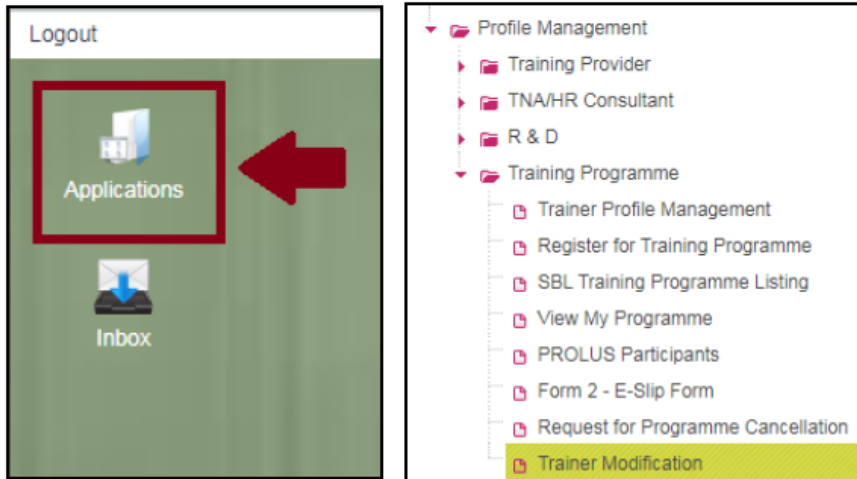 Logout
Applications
Inbox
Profile Management
Training Provider
TNA/HR Consultant
R & D
Training Programme
Trainer Profile Management
Register for Training Programme
SBL Training Programme Listing
View My Programme
PROLUS Participants
Form 2 - E-Slip Form
Request for Programme Cancellation
Trainer Modification